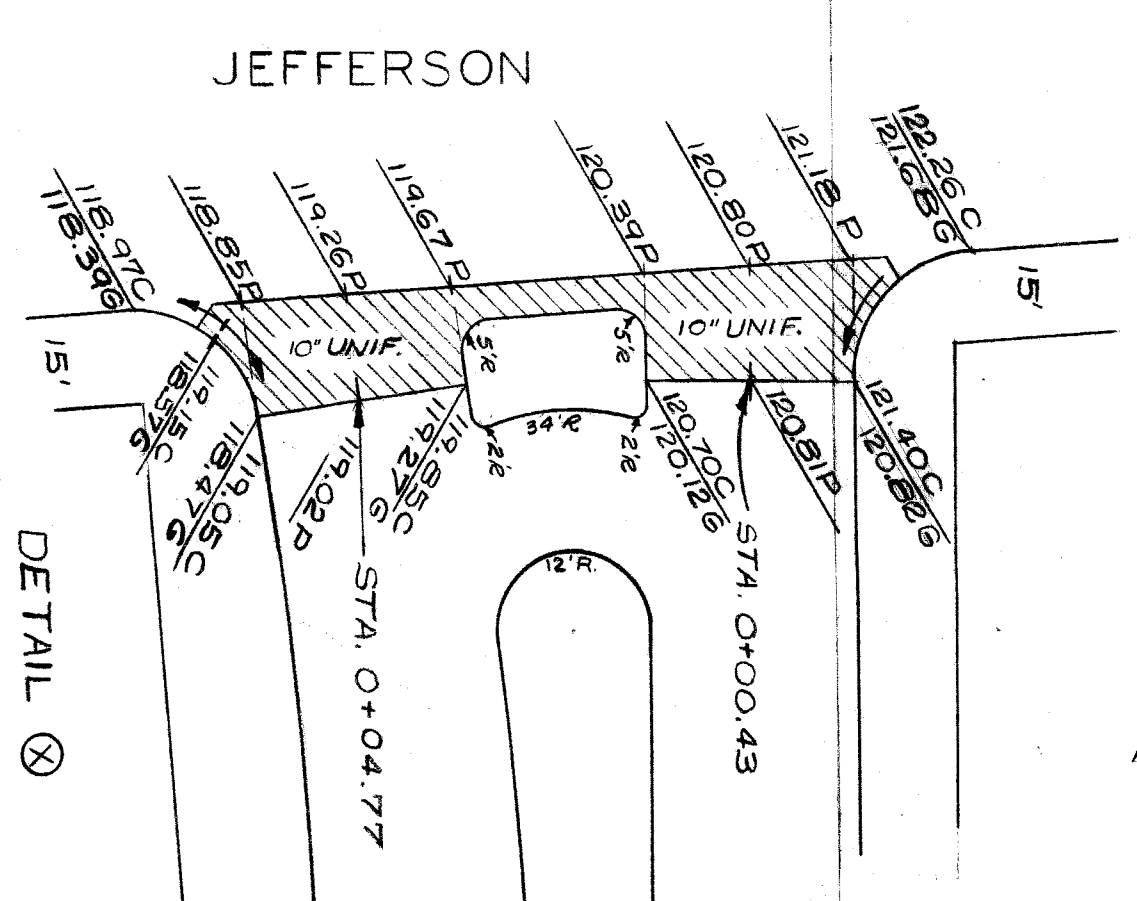 JEFFERSON
118.97C
118.39G
118.85P
119.26P
119.67P
120.39P
120.80P
121.18 P
122.26 C
121.68G
15'
15'
10" UNIF.
10" UNIF.
5'R
5'R
34'R
2'R
2'R
119.15C
118.57G
119.05C
118.47G
119.02P
119.85C
119.27G
120.70C
120.12G
120.81P
121.40C
120.82G
12'R.
STA. 0+04.77
STA. 0+00.43
DETAIL X